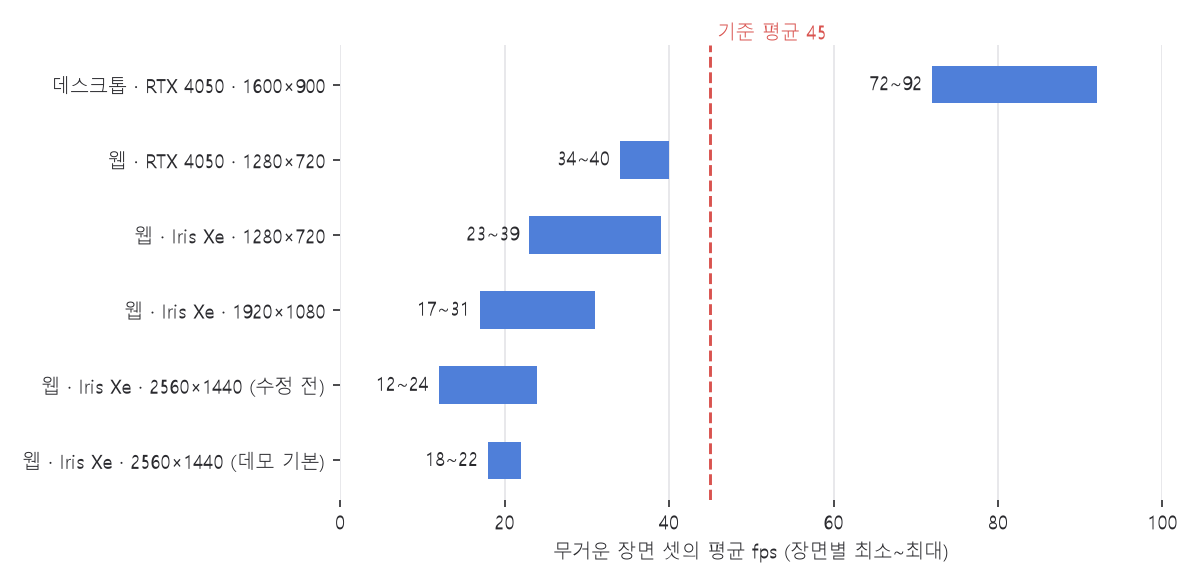 기준 평균 45
데스크톱 · RTX 4050 · 1600×900
72~92
웹 · RTX 4050 · 1280×720
34~40
웹 · Iris Xe · 1280×720
23~39
웹 · Iris Xe · 1920×1080
17~31
웹 · Iris Xe · 2560×1440 (수정 전)
12~24
웹 · Iris Xe · 2560×1440 (데모 기본)
18~22
0 20 40 60 80 100
무거운 장면 셋의 평균 fps (장면별 최소~최대)